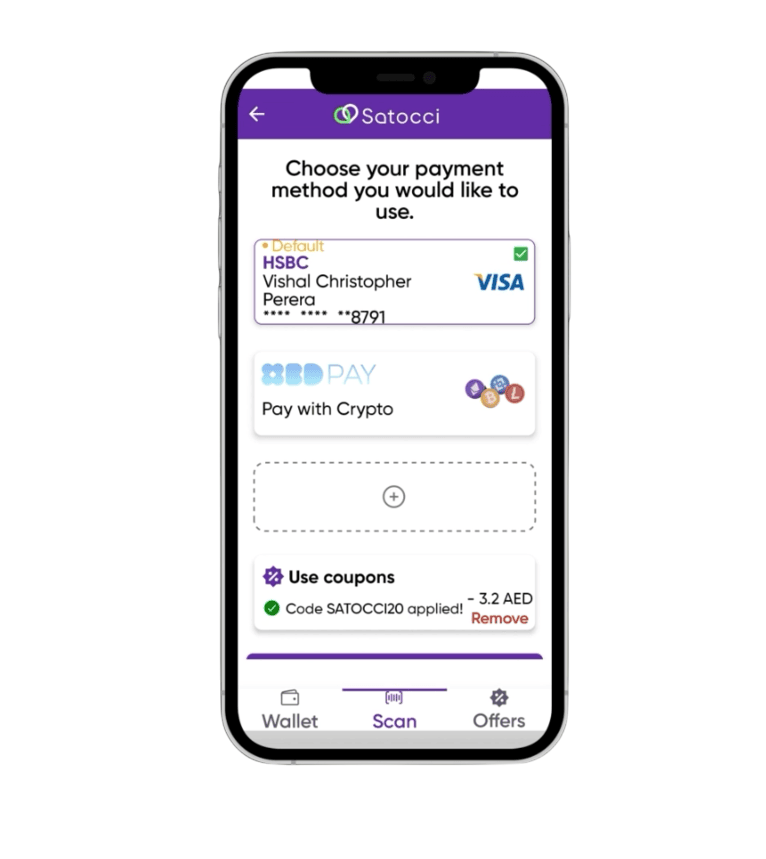 Satocci
Choose your payment
method you would like to
use.
• Default
HSBC
Vishal Christopher
Perera
**** **** **8791
VISA
PAY
Pay with Crypto
Use coupons
Code SATOCCI20 applied!
- 3.2 AED
Remove
Wallet
Scan
Offers